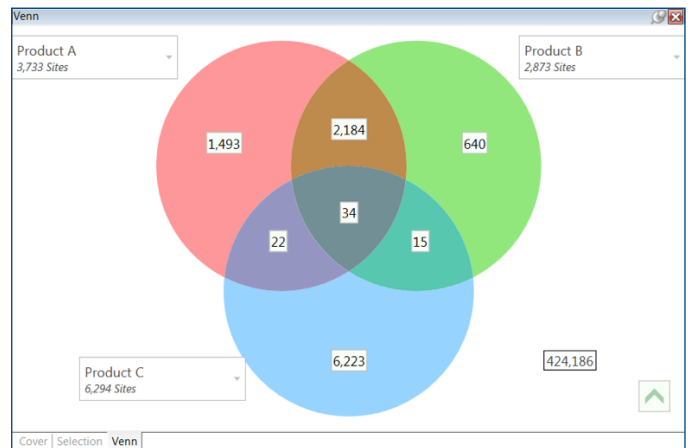 Venn
Product A
3,733 Sites
Product B
2,873 Sites
2,184
1,493
640
34
22
15
6,223
424,186
Product C
6,294 Sites
Cover
Selection
Venn